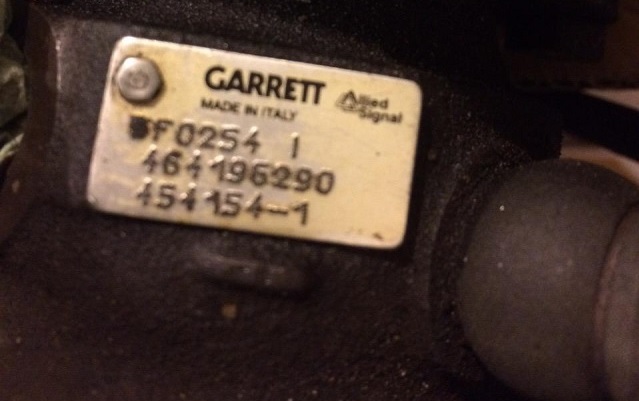 GARRETT
Allied
Signal
MADE IN ITALY
F0254 I
464196290
454154-1